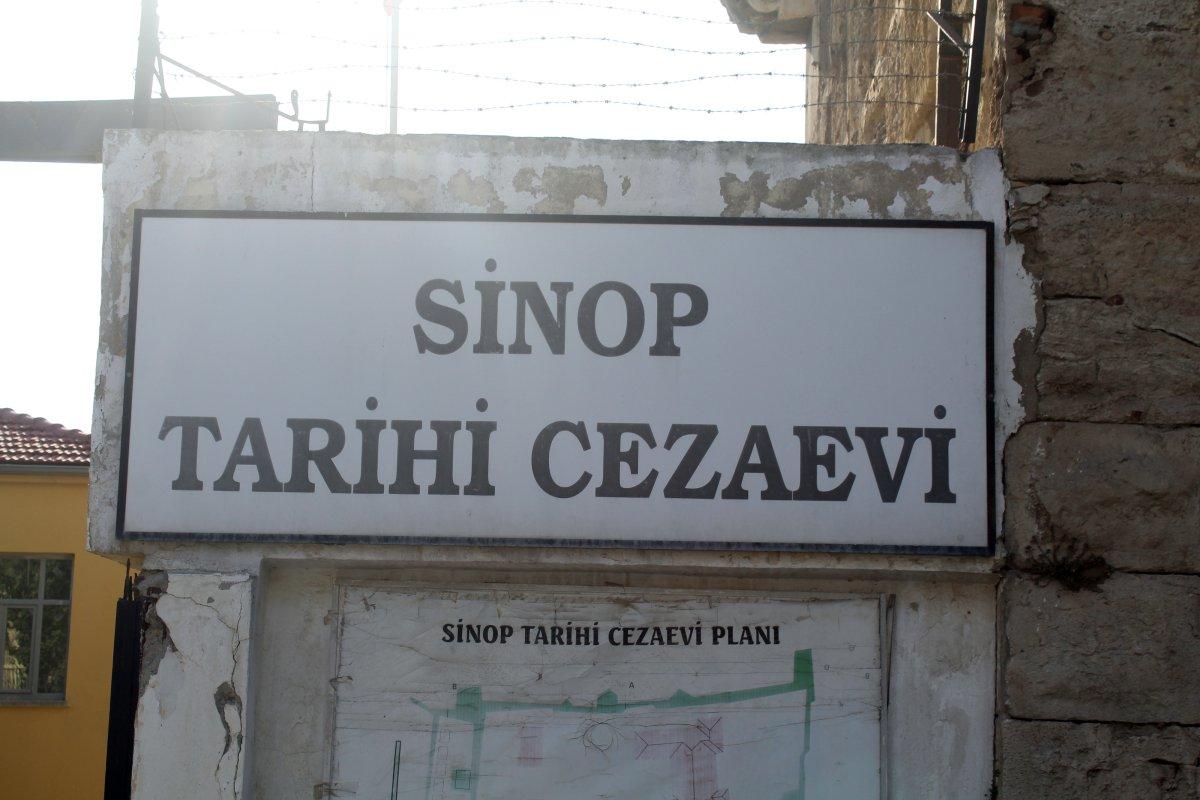 SİNOP
TARİHİ CEZAEVİ
SİNOP TARİHİ CEZAEVİ PLANI
B
A